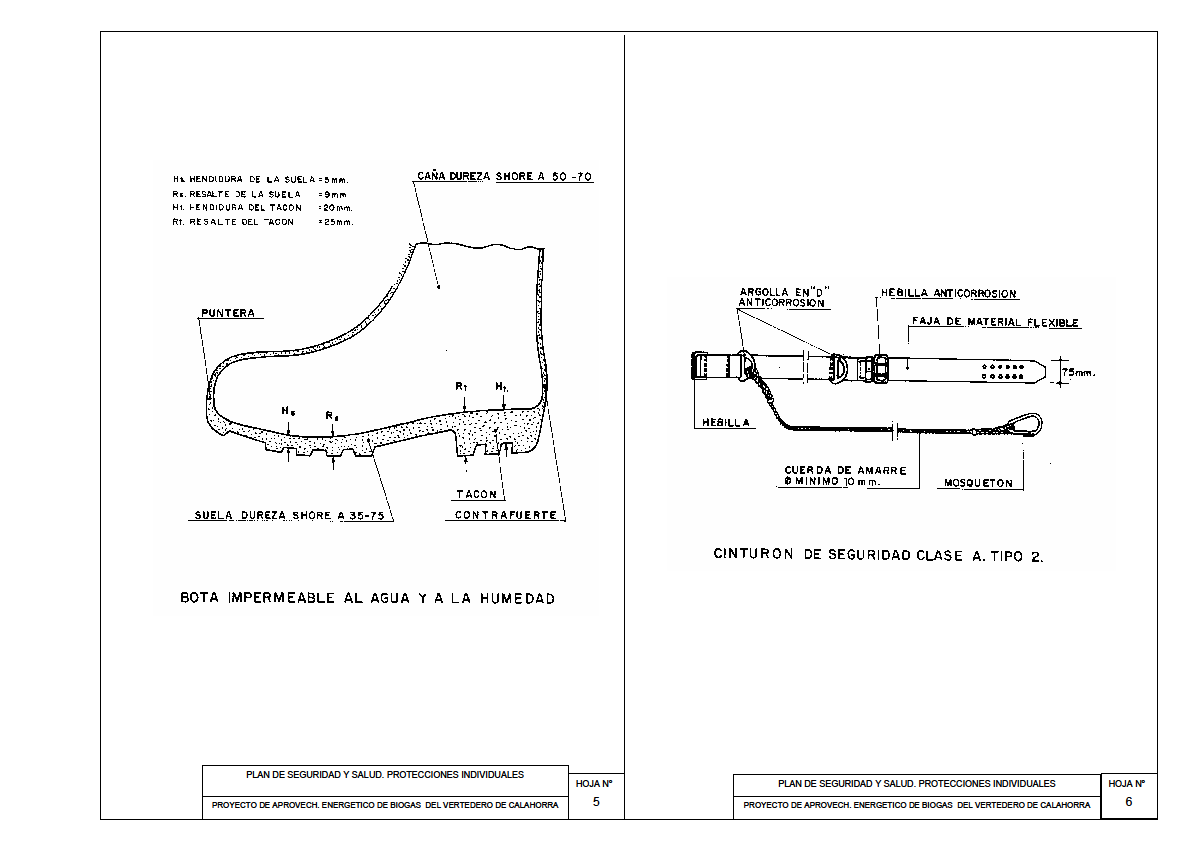 Hs. HENDIDURA DE LA SUELA =5mm.
Rs. RESALTE DE LA SUELA =9mm
Ht. HENDIDURA DEL TACON =20mm.
Rt. RESALTE DEL TACON =25mm.
CAÑA DUREZA SHORE A 50-70
PUNTERA
Hs
Rs
Rt
Ht.
TACON
SUELA DUREZA SHORE A 35-75
CONTRAFUERTE
BOTA IMPERMEABLE AL AGUA Y A LA HUMEDAD
PLAN DE SEGURIDAD Y SALUD. PROTECCIONES INDIVIDUALES
PROYECTO DE APROVECH. ENERGETICO DE BIOGAS DEL VERTEDERO DE CALAHORRA
HOJA Nº
5
ARGOLLA EN "D"
ANTICORROSION
HEBILLA ANTICORROSION
FAJA DE MATERIAL FLEXIBLE
75mm.
HEBILLA
CUERDA DE AMARRE
Ø MINIMO 10 mm.
MOSQUETON
CINTURON DE SEGURIDAD CLASE A. TIPO 2.
PLAN DE SEGURIDAD Y SALUD. PROTECCIONES INDIVIDUALES
PROYECTO DE APROVECH. ENERGETICO DE BIOGAS DEL VERTEDERO DE CALAHORRA
HOJA Nº
6